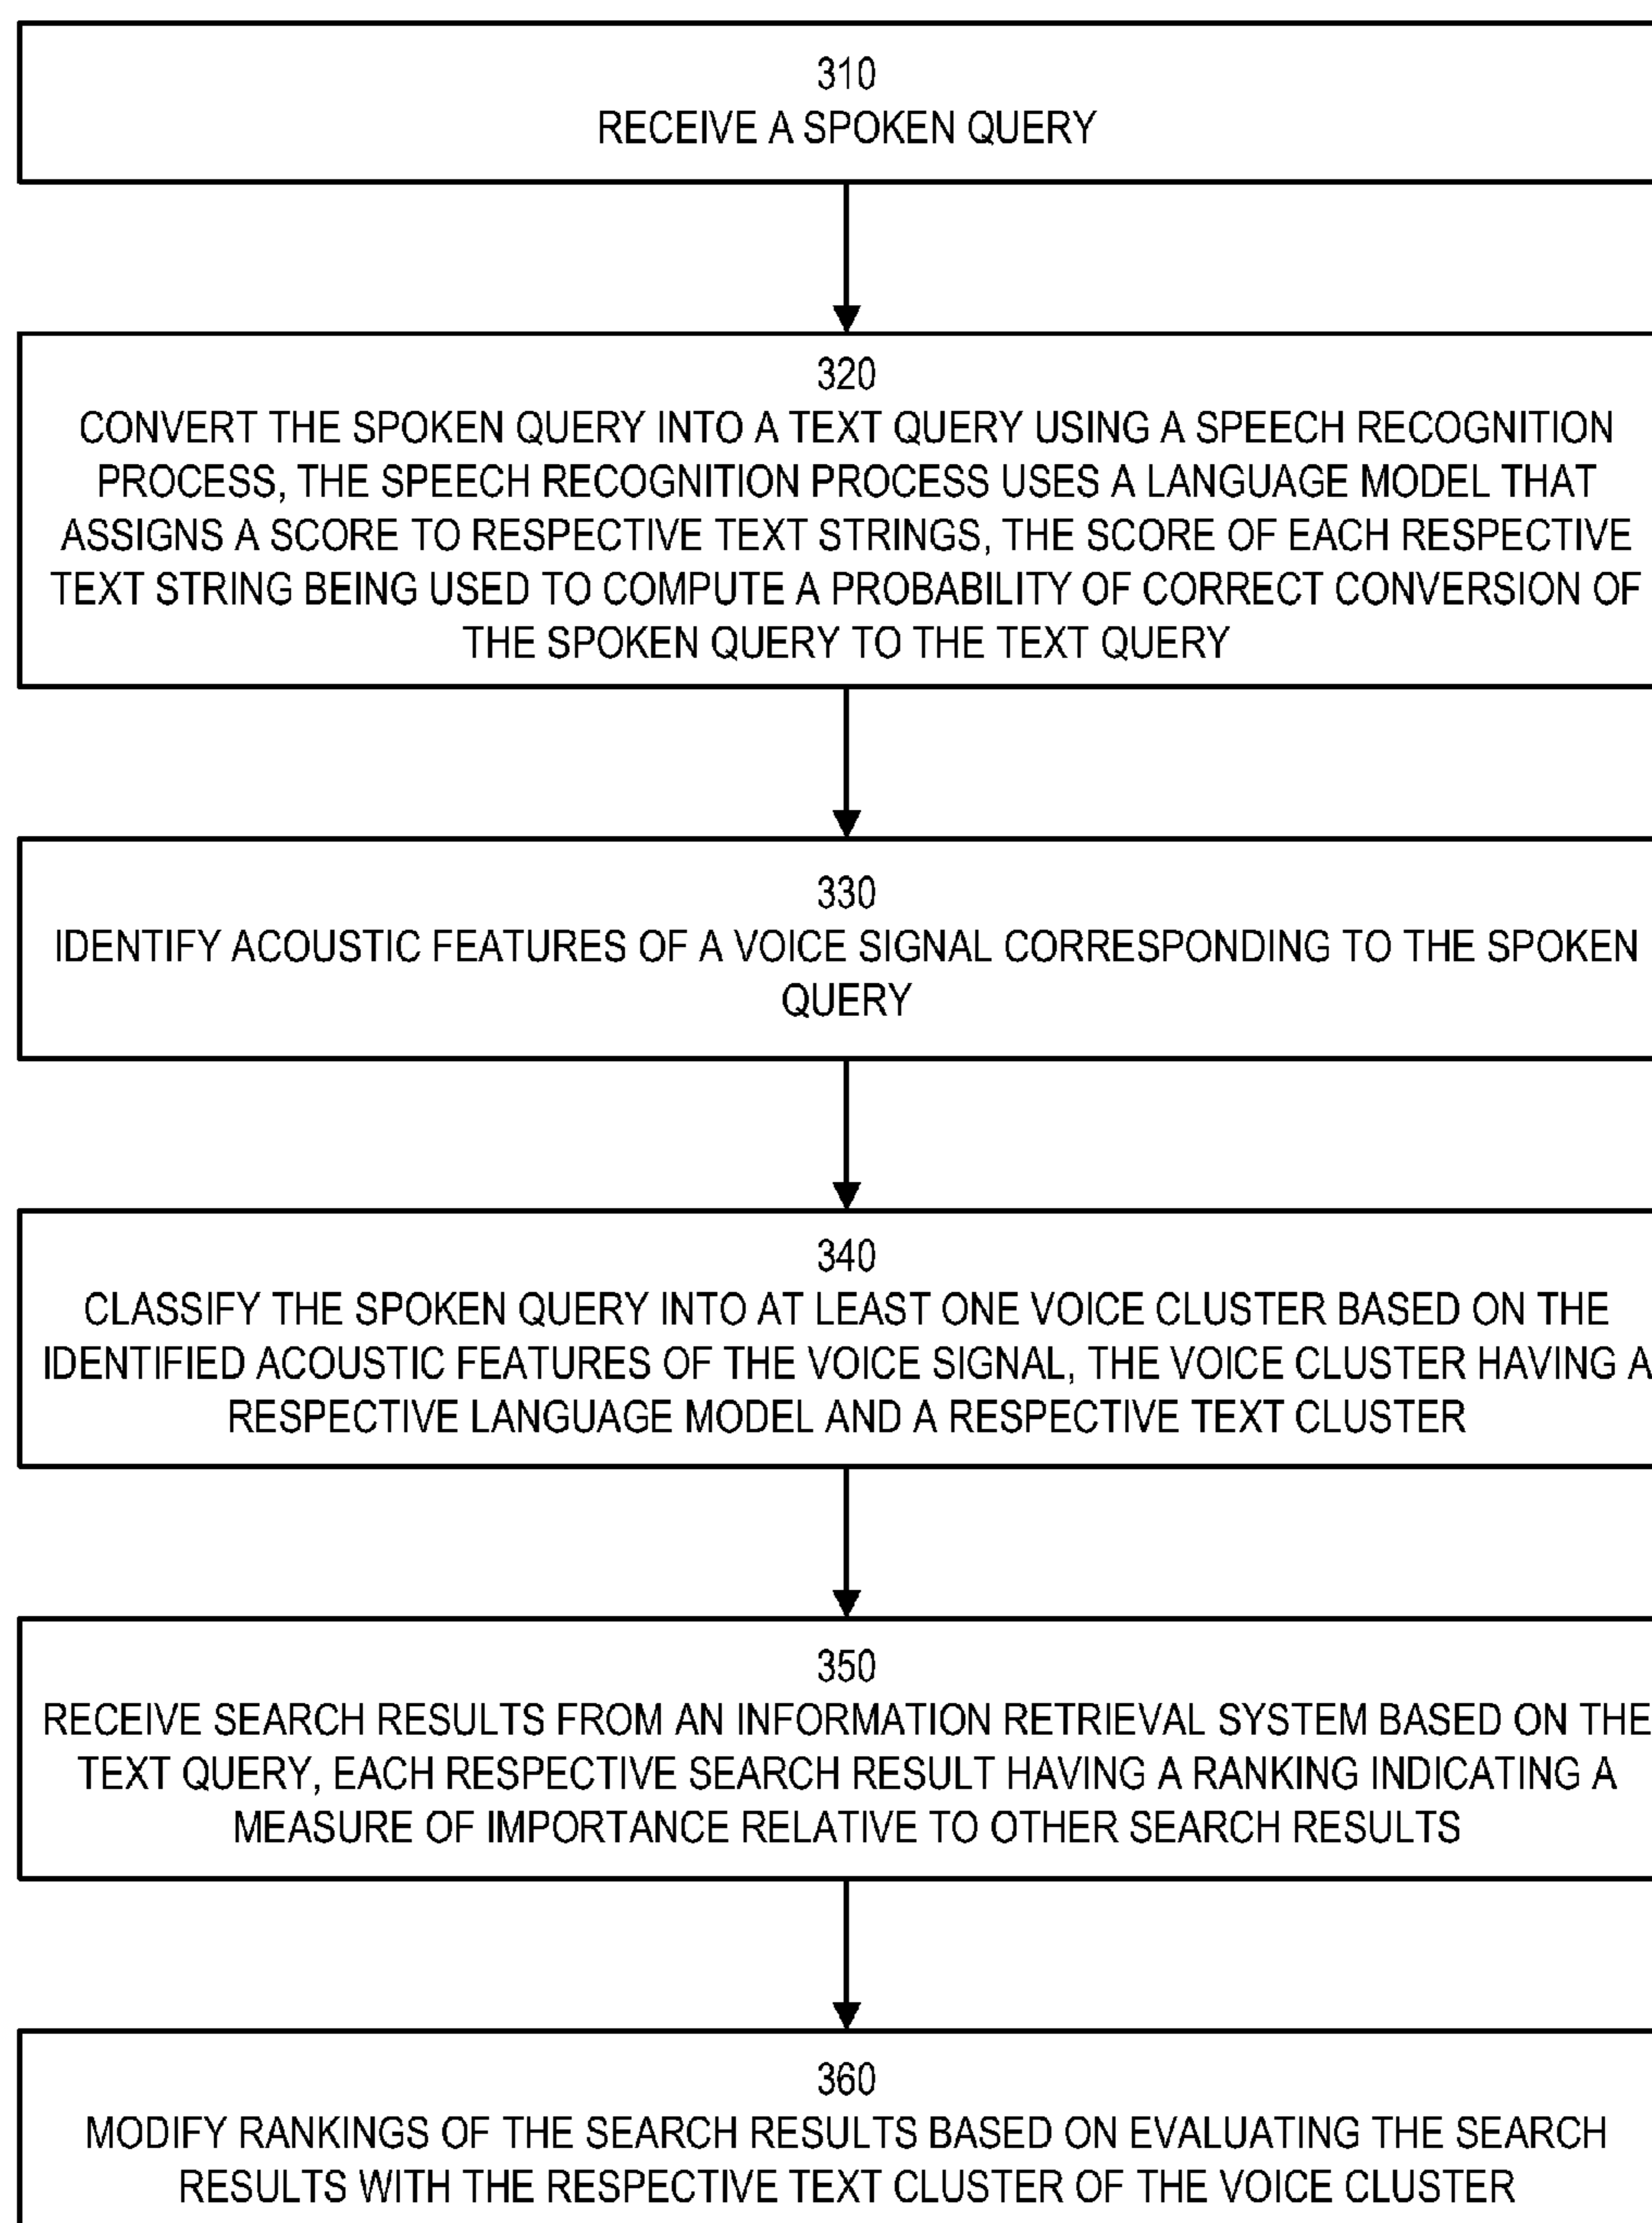 310
RECEIVE A SPOKEN QUERY
320
CONVERT THE SPOKEN QUERY INTO A TEXT QUERY USING A SPEECH RECOGNITION
PROCESS, THE SPEECH RECOGNITION PROCESS USES A LANGUAGE MODEL THAT
ASSIGNS A SCORE TO RESPECTIVE TEXT STRINGS, THE SCORE OF EACH RESPECTIVE
TEXT STRING BEING USED TO COMPUTE A PROBABILITY OF CORRECT CONVERSION OF
THE SPOKEN QUERY TO THE TEXT QUERY
330
IDENTIFY ACOUSTIC FEATURES OF A VOICE SIGNAL CORRESPONDING TO THE SPOKEN
QUERY
340
CLASSIFY THE SPOKEN QUERY INTO AT LEAST ONE VOICE CLUSTER BASED ON THE
IDENTIFIED ACOUSTIC FEATURES OF THE VOICE SIGNAL, THE VOICE CLUSTER HAVING A
RESPECTIVE LANGUAGE MODEL AND A RESPECTIVE TEXT CLUSTER
350
RECEIVE SEARCH RESULTS FROM AN INFORMATION RETRIEVAL SYSTEM BASED ON THE
TEXT QUERY, EACH RESPECTIVE SEARCH RESULT HAVING A RANKING INDICATING A
MEASURE OF IMPORTANCE RELATIVE TO OTHER SEARCH RESULTS
360
MODIFY RANKINGS OF THE SEARCH RESULTS BASED ON EVALUATING THE SEARCH
RESULTS WITH THE RESPECTIVE TEXT CLUSTER OF THE VOICE CLUSTER